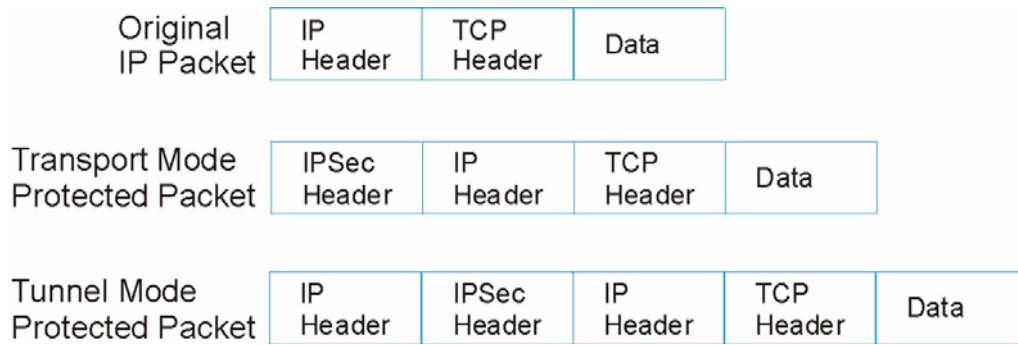 Original
IP Packet
IP
Header
TCP
Header
Data
Transport Mode
Protected Packet
IPSec
Header
IP
Header
TCP
Header
Data
Tunnel Mode
Protected Packet
IP
Header
IPSec
Header
IP
Header
TCP
Header
Data